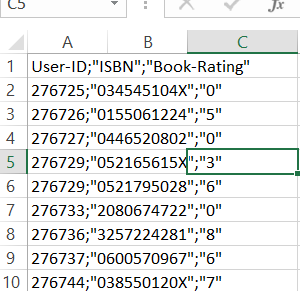 C5 fx
A B C
1 User-ID;"ISBN";"Book-Rating"
2 276725;"034545104X";"0"
3 276726;"0155061224";"5"
4 276727;"0446520802";"0"
5 276729;"052165615X";"3"
6 276729;"0521795028";"6"
7 276733;"2080674722";"0"
8 276736;"3257224281";"8"
9 276737;"0600570967";"6"
10 276744;"038550120X";"7"